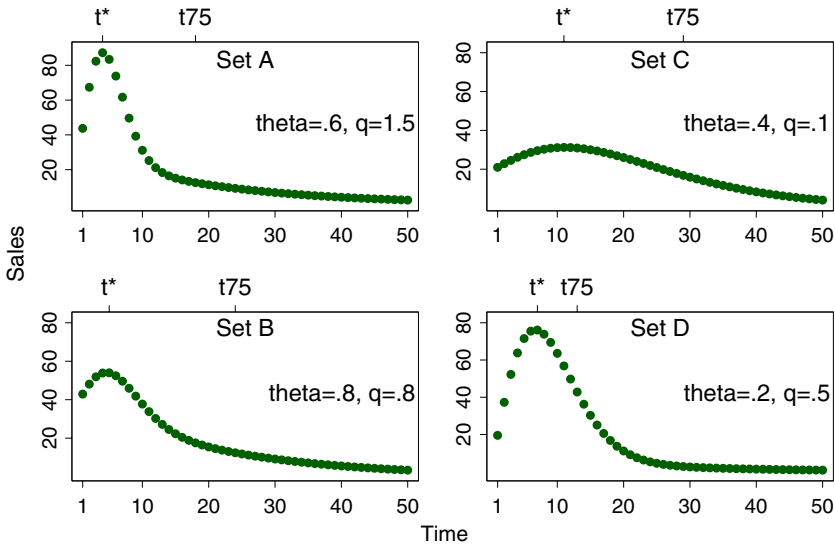 t* t75
Set A
theta=.6, q=1.5
20 40 60 80
1 10 20 30 40 50
t* t75
Set C
theta=.4, q=.1
20 40 60 80
1 10 20 30 40 50
Sales
t* t75
Set B
theta=.8, q=.8
20 40 60 80
1 10 20 30 40 50
t* t75
Set D
theta=.2, q=.5
20 40 60 80
1 10 20 30 40 50
Time